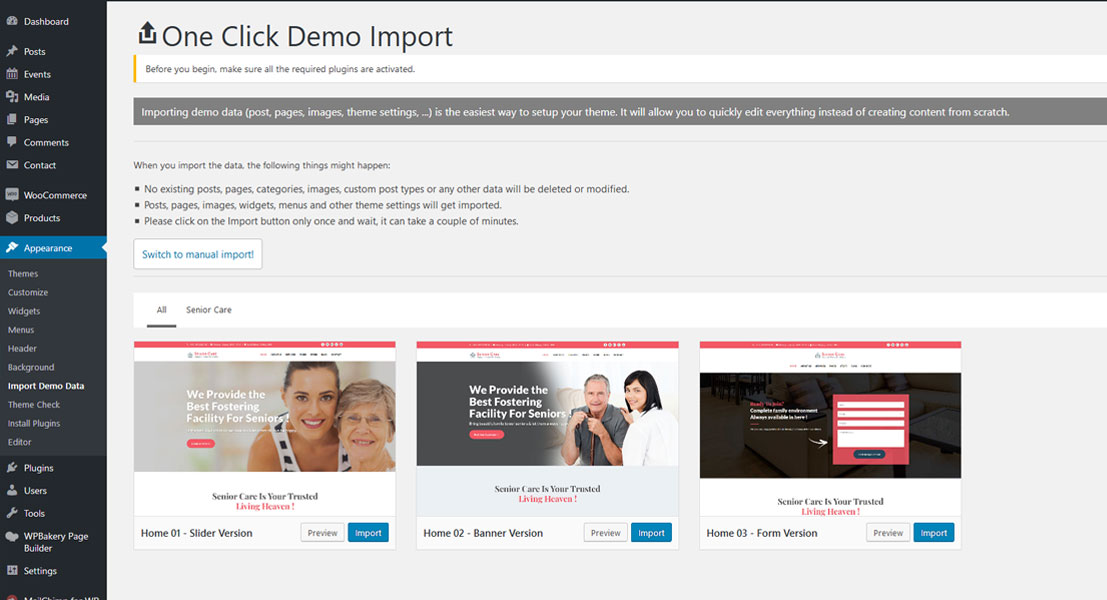 Dashboard
Posts
Events
Media
Pages
Comments
Contact
WooCommerce
Products
Appearance
Themes
Customize
Widgets
Menus
Header
Background
Import Demo Data
Theme Check
Install Plugins
Editor
Plugins
Users
Tools
WPBakery Page
Builder
Settings
MailChimp for WP
One Click Demo Import
Before you begin, make sure all the required plugins are activated.
Importing demo data (post, pages, images, theme settings, ...) is the easiest way to setup your theme. It will allow you to quickly edit everything instead of creating content from scratch.
When you import the data, the following things might happen:
No existing posts, pages, categories, images, custom post types or any other data will be deleted or modified.
Posts, pages, images, widgets, menus and other theme settings will get imported.
Please click on the Import button only once and wait, it can take a couple of minutes.
Switch to manual import!
All Senior Care
We Provide the
Best Fostering
Facility For Seniors !
Senior Care Is Your Trusted
Living Heaven !
Home 01 - Slider Version Preview Import
We Provide the
Best Fostering
Facility For Seniors !
Senior Care Is Your Trusted
Living Heaven !
Home 02 - Banner Version Preview Import
Complete family environment
Always available in here !
Senior Care Is Your Trusted
Living Heaven !
Home 03 - Form Version Preview Import